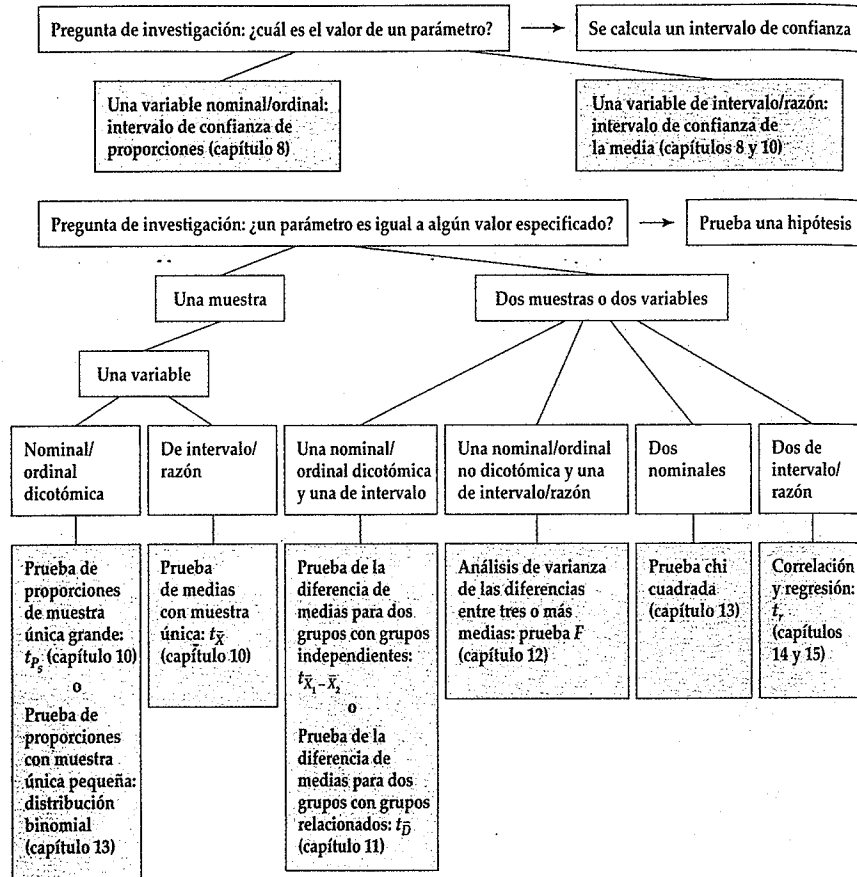 Pregunta de investigación: ¿cuál es el valor de un parámetro?
Se calcula un intervalo de confianza
Una variable nominal/ordinal:
intervalo de confianza de
proporciones (capítulo 8)
Una variable de intervalo/razón:
intervalo de confianza de
la media (capítulos 8 y 10)
Pregunta de investigación: ¿un parámetro es igual a algún valor especificado?
Prueba una hipótesis
Una muestra
Dos muestras o dos variables
Una variable
Nominal/
ordinal
dicotómica
De intervalo/
razón
Una nominal/
ordinal dicotómica
y una de intervalo
Una nominal/ordinal
no dicotómica y una
de intervalo/razón
Dos
nominales
Dos de
intervalo/
razón
Prueba de
proporciones
de muestra
única grande:
t_{P_s} (capítulo 10)
o
Prueba de
proporciones
con muestra
única pequeña:
distribución
binomial
(capítulo 13)
Prueba
de medias
con muestra
única: t_{X̄}
(capítulo 10)
Prueba de la
diferencia de
medias para dos
grupos con grupos
independientes:
t_{X̄₁ – X̄₂}
o
Prueba de la
diferencia de
medias para dos
grupos con grupos
relacionados: t_{D̄}
(capítulo 11)
Análisis de varianza
de las diferencias
entre tres o más
medias: prueba F
(capítulo 12)
Prueba chi
cuadrada
(capítulo 13)
Correlación
y regresión:
t_r
(capítulos
14 y 15)